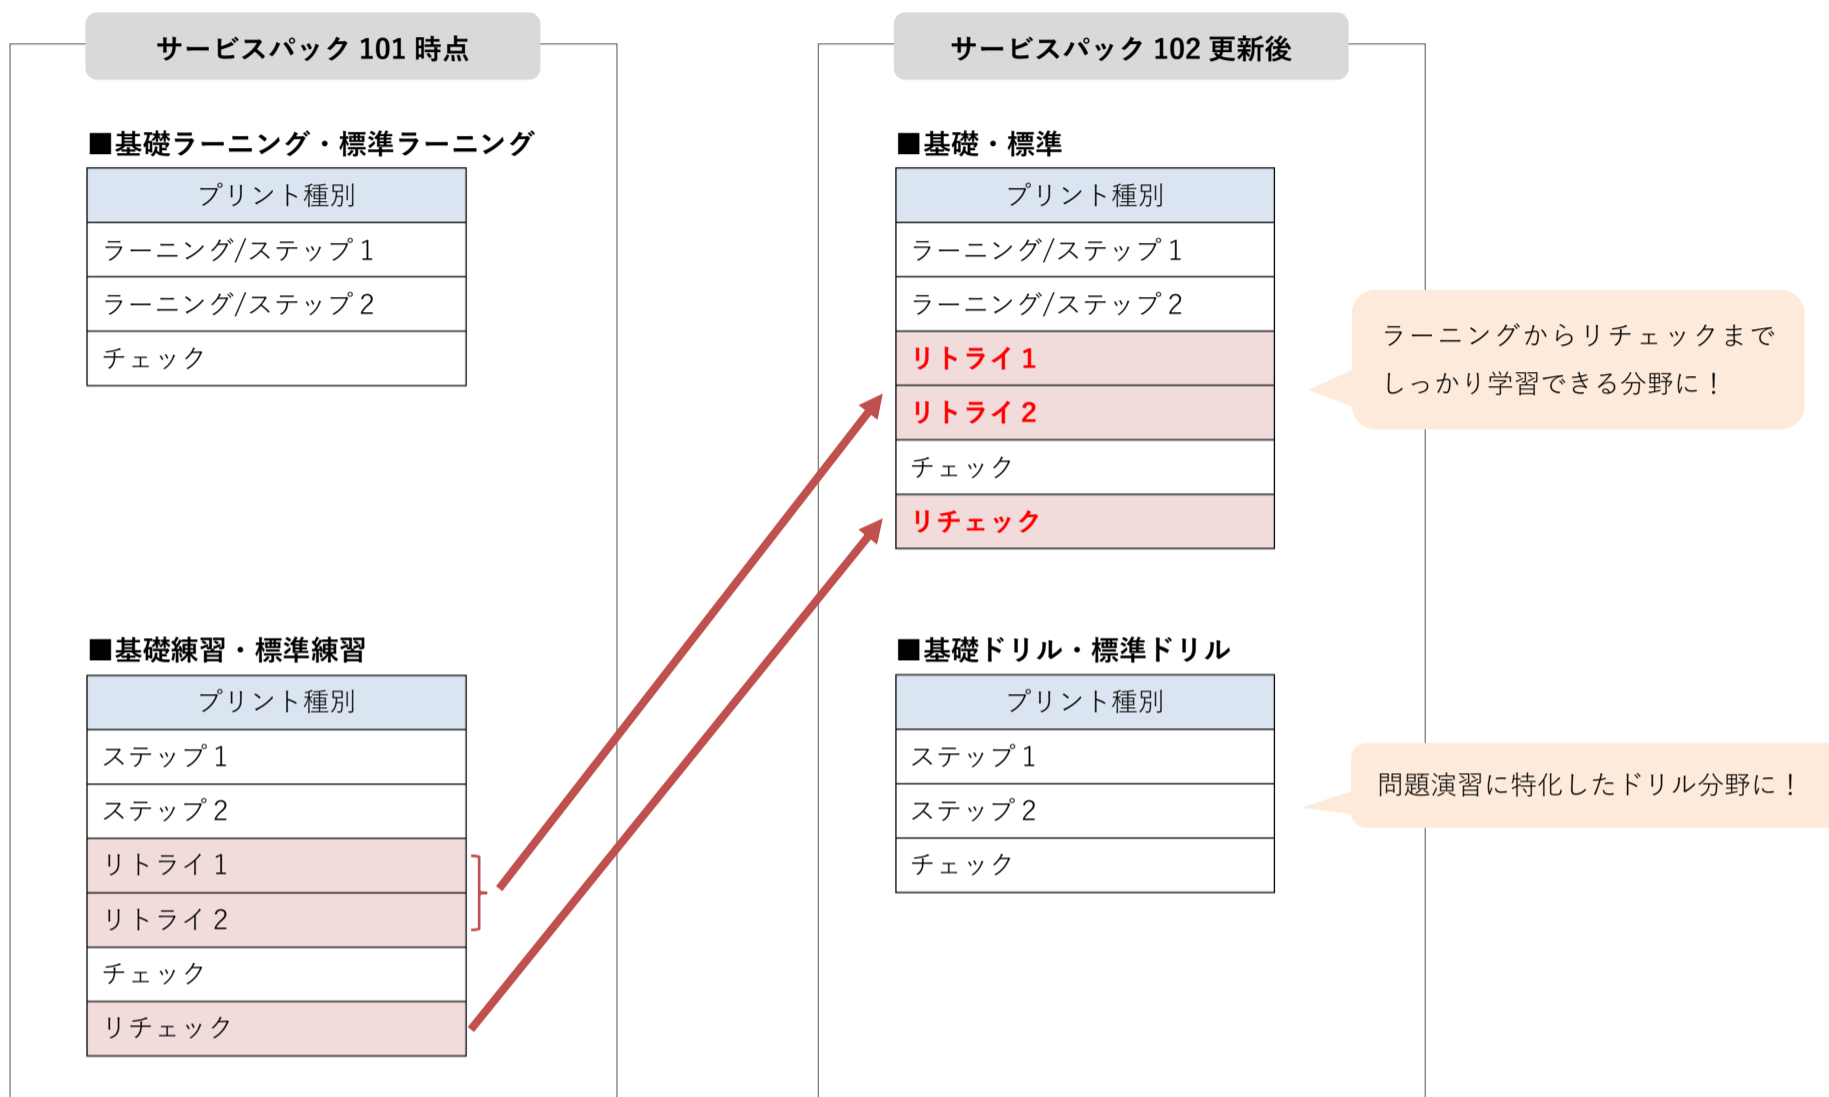 サービスパック 101 時点
■基礎ラーニング・標準ラーニング
プリント種別
ラーニング/ステップ 1
ラーニング/ステップ 2
チェック
■基礎練習・標準練習
プリント種別
ステップ 1
ステップ 2
リトライ 1
リトライ 2
チェック
リチェック
サービスパック 102 更新後
■基礎・標準
プリント種別
ラーニング/ステップ 1
ラーニング/ステップ 2
リトライ 1
リトライ 2
チェック
リチェック
ラーニングからリチェックまで
しっかり学習できる分野に！
■基礎ドリル・標準ドリル
プリント種別
ステップ 1
ステップ 2
チェック
問題演習に特化したドリル分野に！